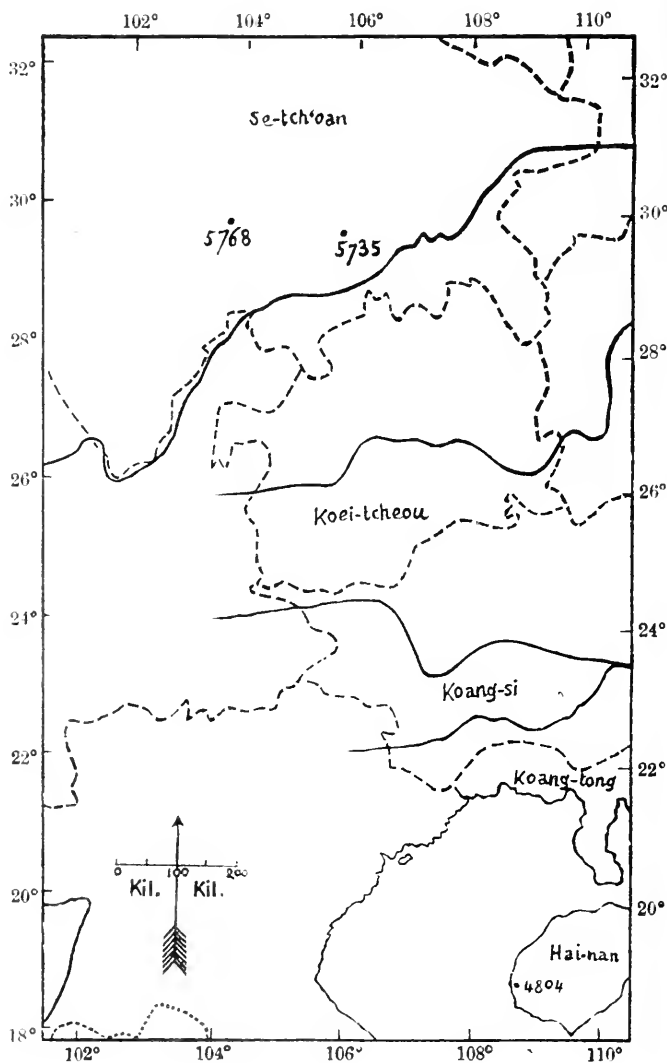 102° 104° 106° 108° 110°
32° 32°
Se-tch'oan
30° 30°
5768 5735
28° 28°
26° 26°
Koei-tcheou
24° 24°
Koang-si
22° 22°
Koang-tong
0 100 200
Kil. Kil.
20° 20°
Hai-nan
4804
18° 18°
102° 104° 106° 108° 110°